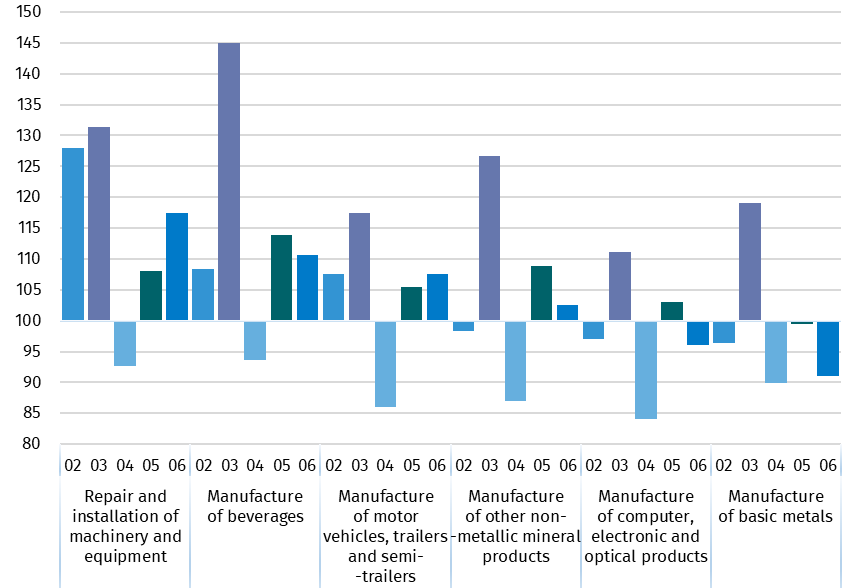 150
145
140
135
130
125
120
115
110
105
100
95
90
85
80
02 03 04 05 06 02 03 04 05 06 02 03 04 05 06 02 03 04 05 06 02 03 04 05 06 02 03 04 05 06
Repair and
installation of
machinery and
equipment
Manufacture
of beverages
Manufacture
of motor
vehicles, trailers
and semi-
-trailers
Manufacture
of other non-
-metallic mineral
products
Manufacture
of computer,
electronic and
optical products
Manufacture
of basic metals